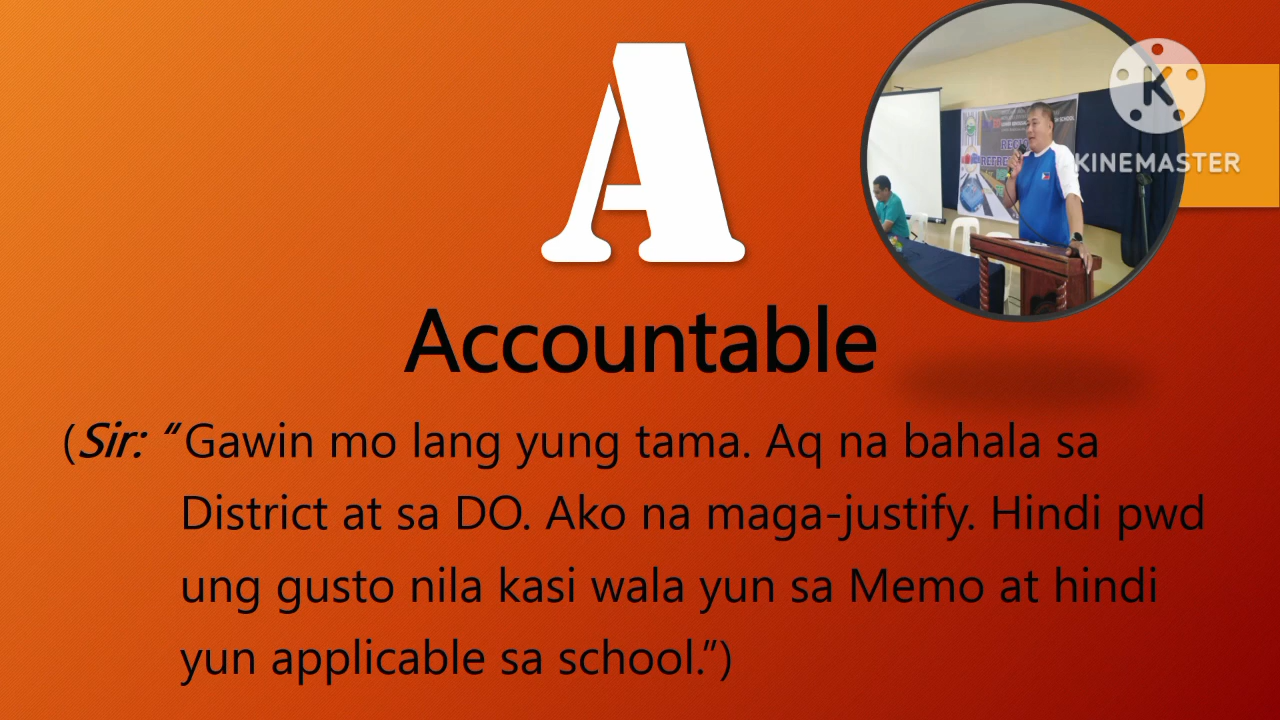 A
KINEMASTER
Accountable
(Sir: “Gawin mo lang yung tama. Aq na bahala sa
District at sa DO. Ako na maga-justify. Hindi pwd
ung gusto nila kasi wala yun sa Memo at hindi
yun applicable sa school.”)